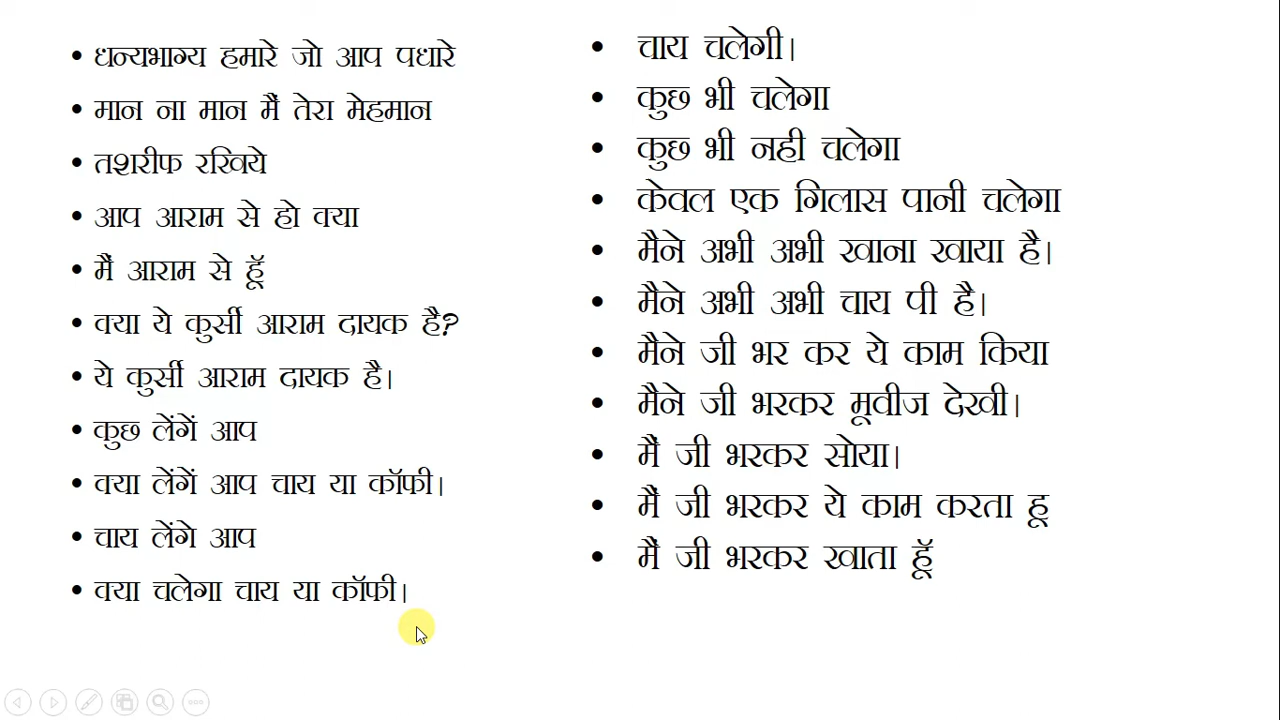 • धन्यभाग्य हमारे जो आप पधारे
• मान ना मान मैं तेरा मेहमान
• तशरीफ रखिये
• आप आराम से हो क्या
• मैं आराम से हूॅ
• क्या ये कुर्सी आराम दायक है?
• ये कुर्सी आराम दायक है।
• कुछ लेंगें आप
• क्या लेंगें आप चाय या कॉफी।
• चाय लेंगे आप
• क्या चलेगा चाय या कॉफी।
• चाय चलेगी।
• कुछ भी चलेगा
• कुछ भी नही चलेगा
• केवल एक गिलास पानी चलेगा
• मैने अभी अभी खाना खाया है।
• मैने अभी अभी चाय पी है।
• मैने जी भर कर ये काम किया
• मैने जी भरकर मूवीज देखी।
• मैं जी भरकर सोया।
• मैं जी भरकर ये काम करता हू
• मैं जी भरकर खाता हूॅ